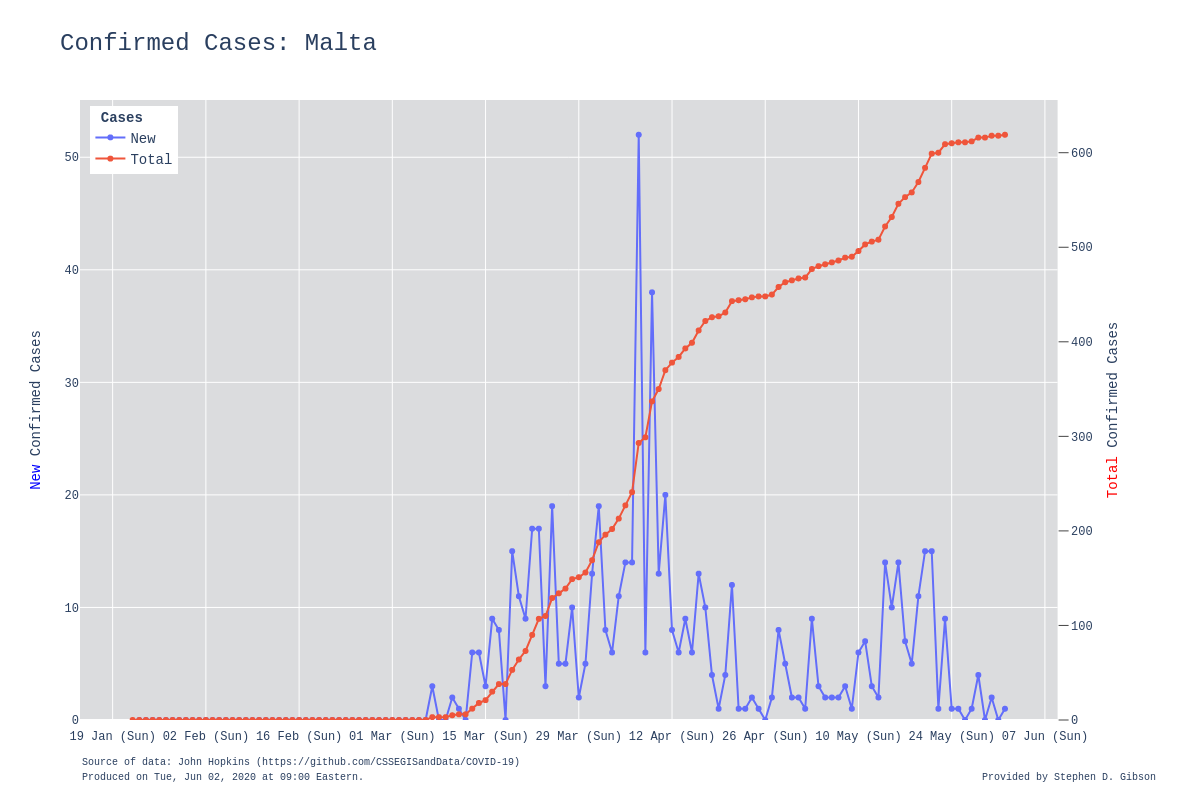 Confirmed Cases: Malta
Cases
New
Total
50
40
30
20
10
0
600
500
400
300
200
100
0
New Confirmed Cases
Total Confirmed Cases
19 Jan (Sun) 02 Feb (Sun) 16 Feb (Sun) 01 Mar (Sun) 15 Mar (Sun) 29 Mar (Sun) 12 Apr (Sun) 26 Apr (Sun) 10 May (Sun) 24 May (Sun) 07 Jun (Sun)
Source of data: John Hopkins (https://github.com/CSSEGISandData/COVID-19)
Produced on Tue, Jun 02, 2020 at 09:00 Eastern.
Provided by Stephen D. Gibson